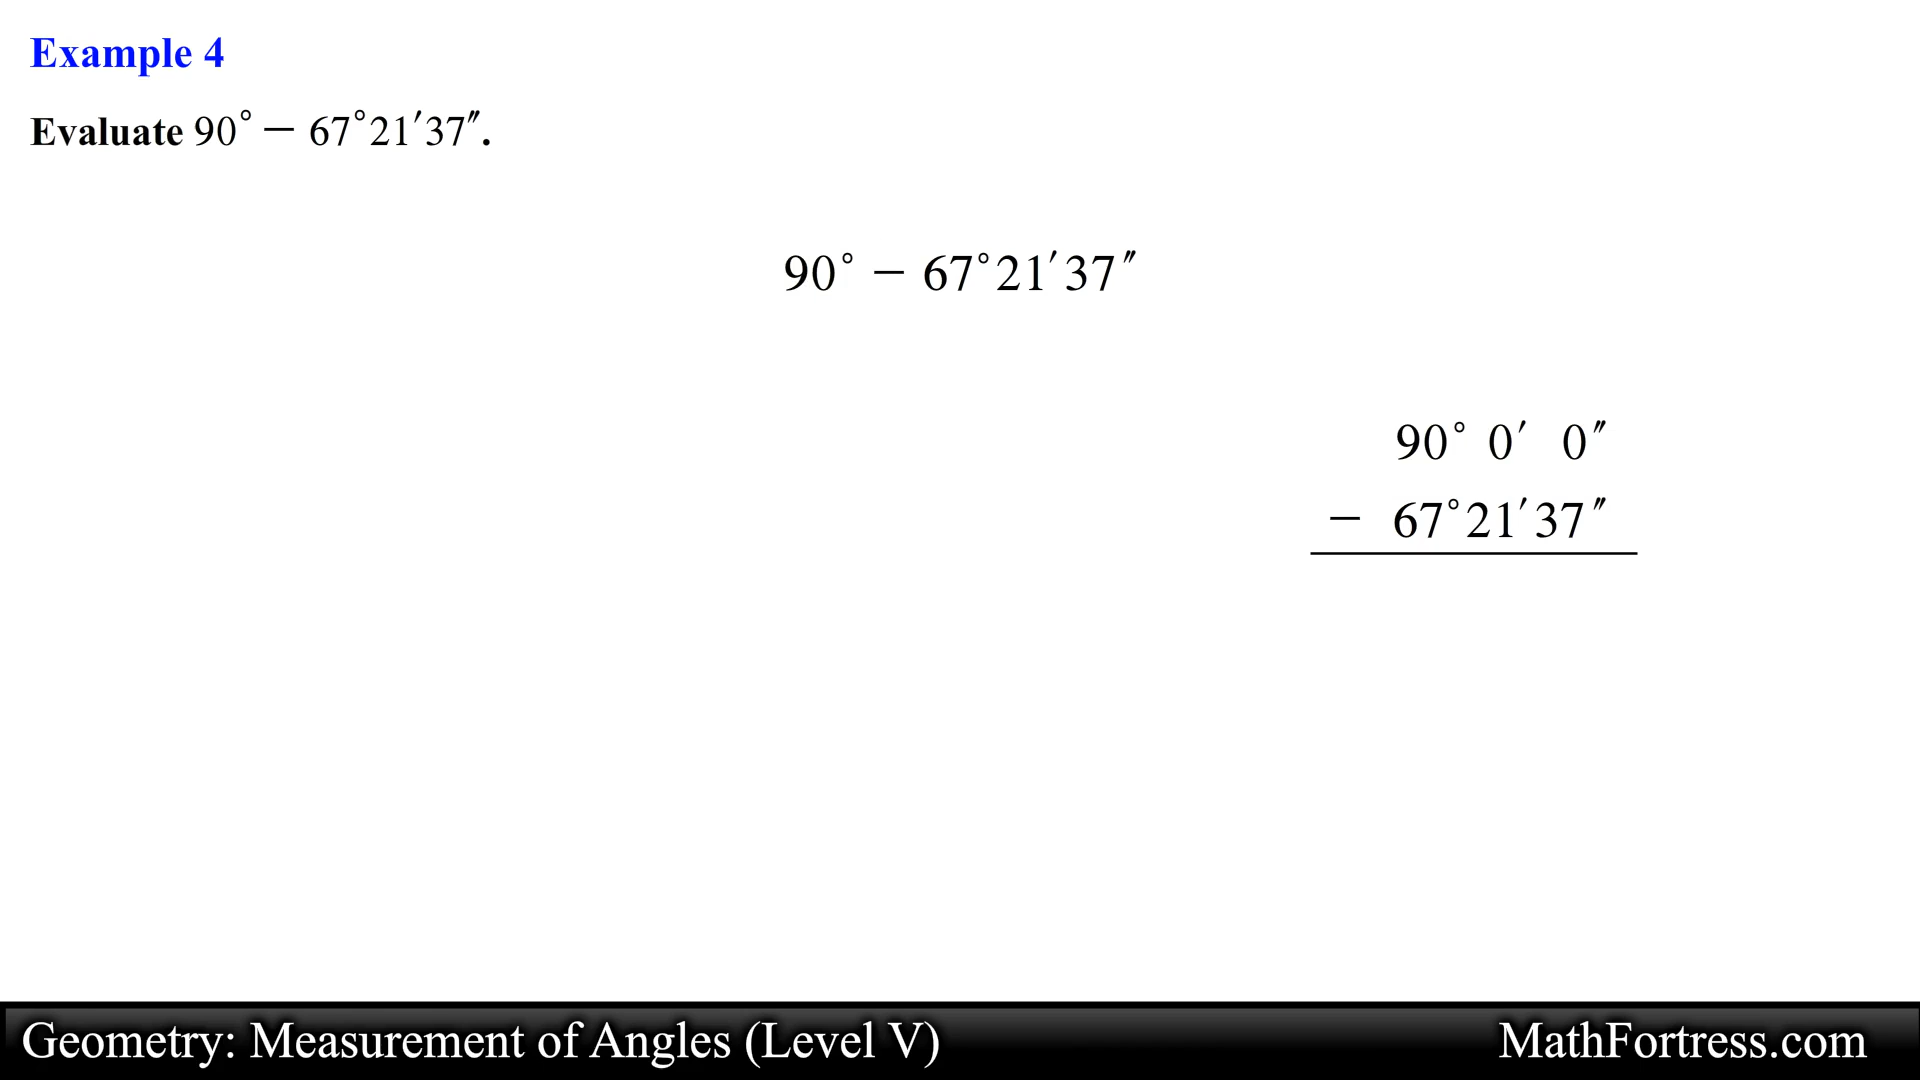 Example 4
Evaluate 90° − 67°21′37″.
90° − 67°21′37″
90° 0′ 0″
− 67°21′37″
Geometry: Measurement of Angles (Level V)
MathFortress.com